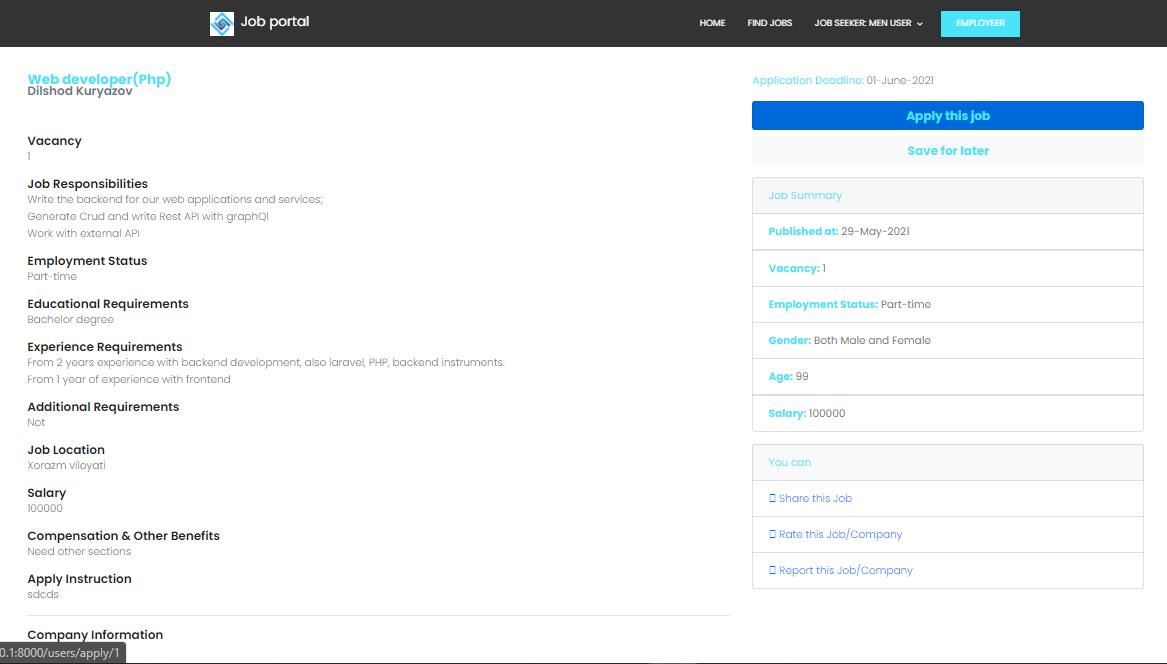 Job portal
HOME FIND JOBS JOB SEEKER: MEN USER EMPLOYEER
Web developer(Php)
Dilshod Kuryazov
Vacancy
1
Job Responsibilities
Write the backend for our web applications and services;
Generate Crud and write Rest API with graphQl
Work with external API
Employment Status
Part-time
Educational Requirements
Bachelor degree
Experience Requirements
From 2 years experience with backend development, also laravel, PHP, backend instruments.
From 1 year of experience with frontend
Additional Requirements
Not
Job Location
Xorazm viloyati
Salary
100000
Compensation & Other Benefits
Need other sections
Apply Instruction
sdcds
Company Information
0.1:8000/users/apply/1
Application Deadline: 01-June-2021
Apply this job
Save for later
Job Summary
Published at: 29-May-2021
Vacancy: 1
Employment Status: Part-time
Gender: Both Male and Female
Age: 99
Salary: 100000
You can
Share this Job
Rate this Job/Company
Report this Job/Company